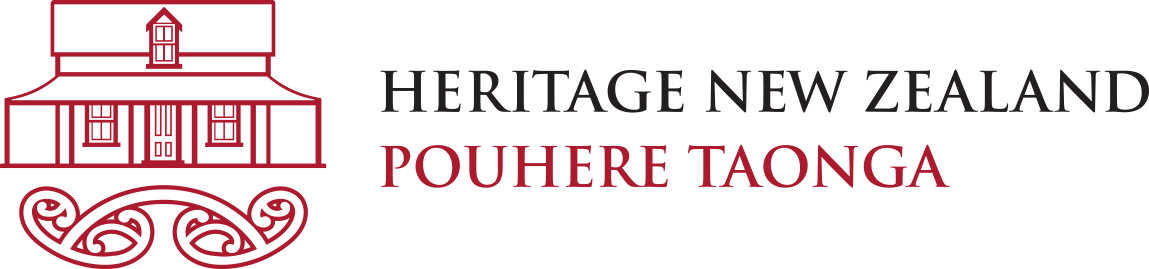 HERITAGE NEW ZEALAND
POUHERE TAONGA